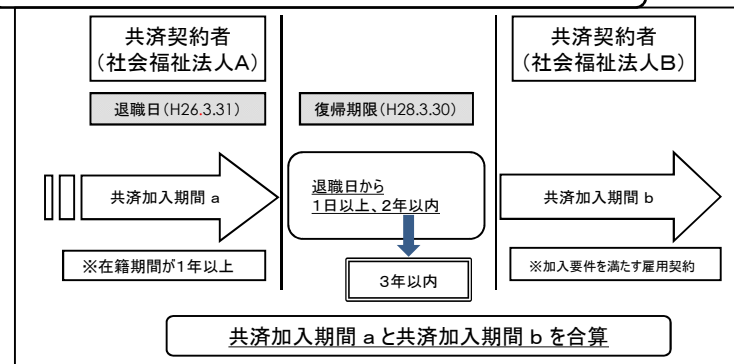 共済契約者
（社会福祉法人A）
共済契約者
（社会福祉法人B）
退職日（H26.3.31）
復帰期限（H28.3.30）
共済加入期間 a
退職日から
1日以上、2年以内
共済加入期間 b
※在籍期間が1年以上
3年以内
※加入要件を満たす雇用契約
共済加入期間 a と共済加入期間 b を合算